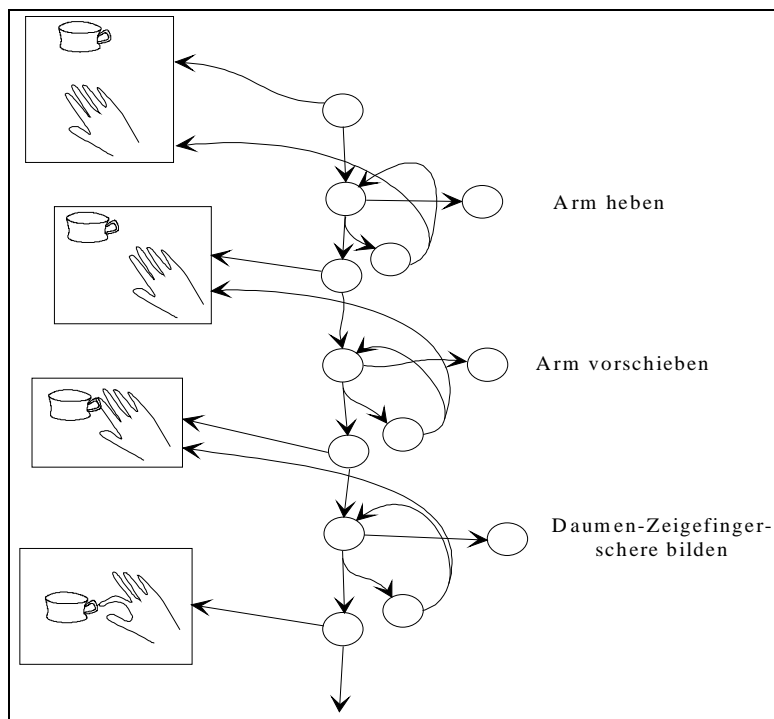 Arm heben
Arm vorschieben
Daumen-Zeigefinger-
schere bilden